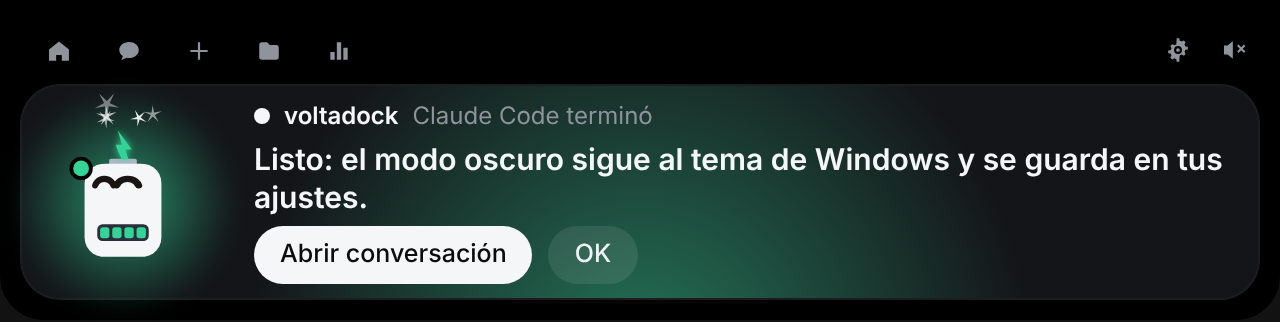 voltadock Claude Code terminó
Listo: el modo oscuro sigue al tema de Windows y se guarda en tus
ajustes.
Abrir conversación OK